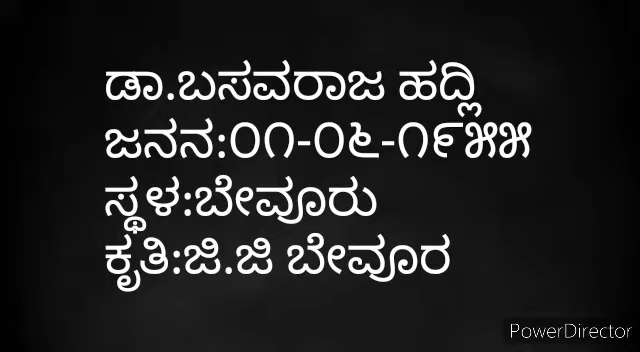 ಡಾ.ಬಸವರಾಜ ಹದ್ಲಿ
ಜನನ:೦೧-೦೬-೧೯೫೫
ಸ್ಥಳ:ಬೇವೂರು
ಕೃತಿ:ಜಿ.ಜಿ ಬೇವೂರ
PowerDirector